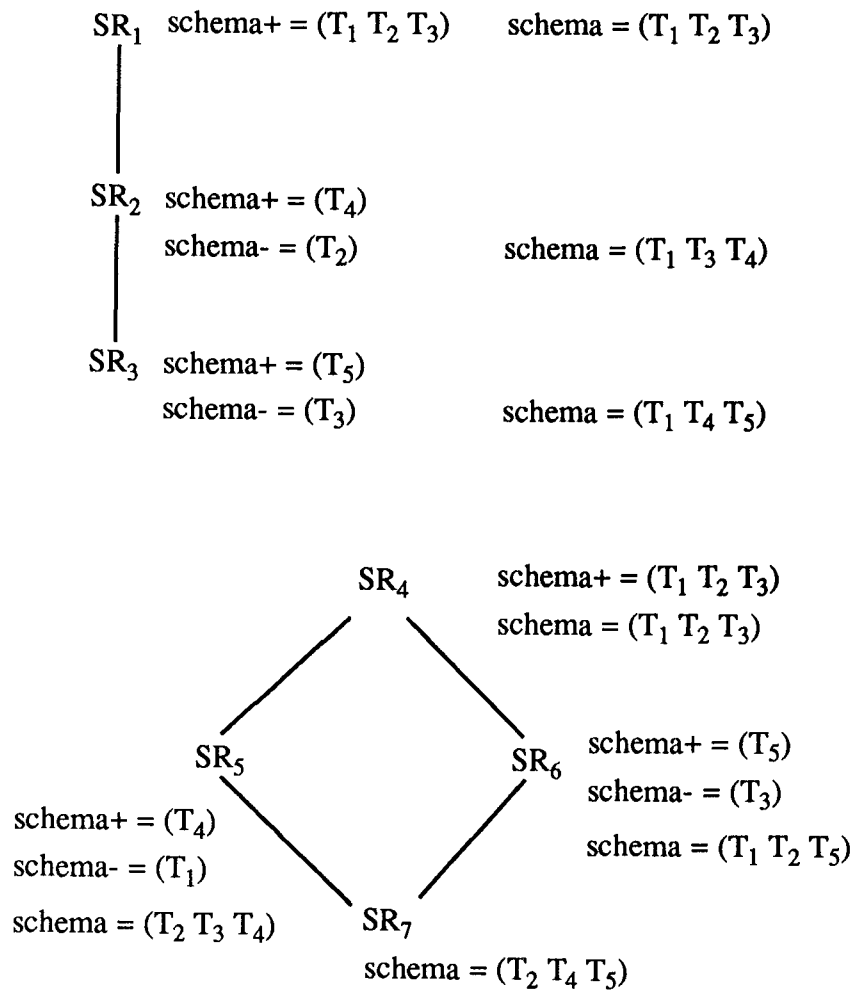 SR₁ schema+ = (T₁ T₂ T₃) schema = (T₁ T₂ T₃)
SR₂ schema+ = (T₄)
schema- = (T₂) schema = (T₁ T₃ T₄)
SR₃ schema+ = (T₅)
schema- = (T₃) schema = (T₁ T₄ T₅)
SR₄ schema+ = (T₁ T₂ T₃)
schema = (T₁ T₂ T₃)
SR₅ SR₆ schema+ = (T₅)
schema- = (T₃)
schema = (T₁ T₂ T₅)
schema+ = (T₄)
schema- = (T₁)
schema = (T₂ T₃ T₄)
SR₇
schema = (T₂ T₄ T₅)